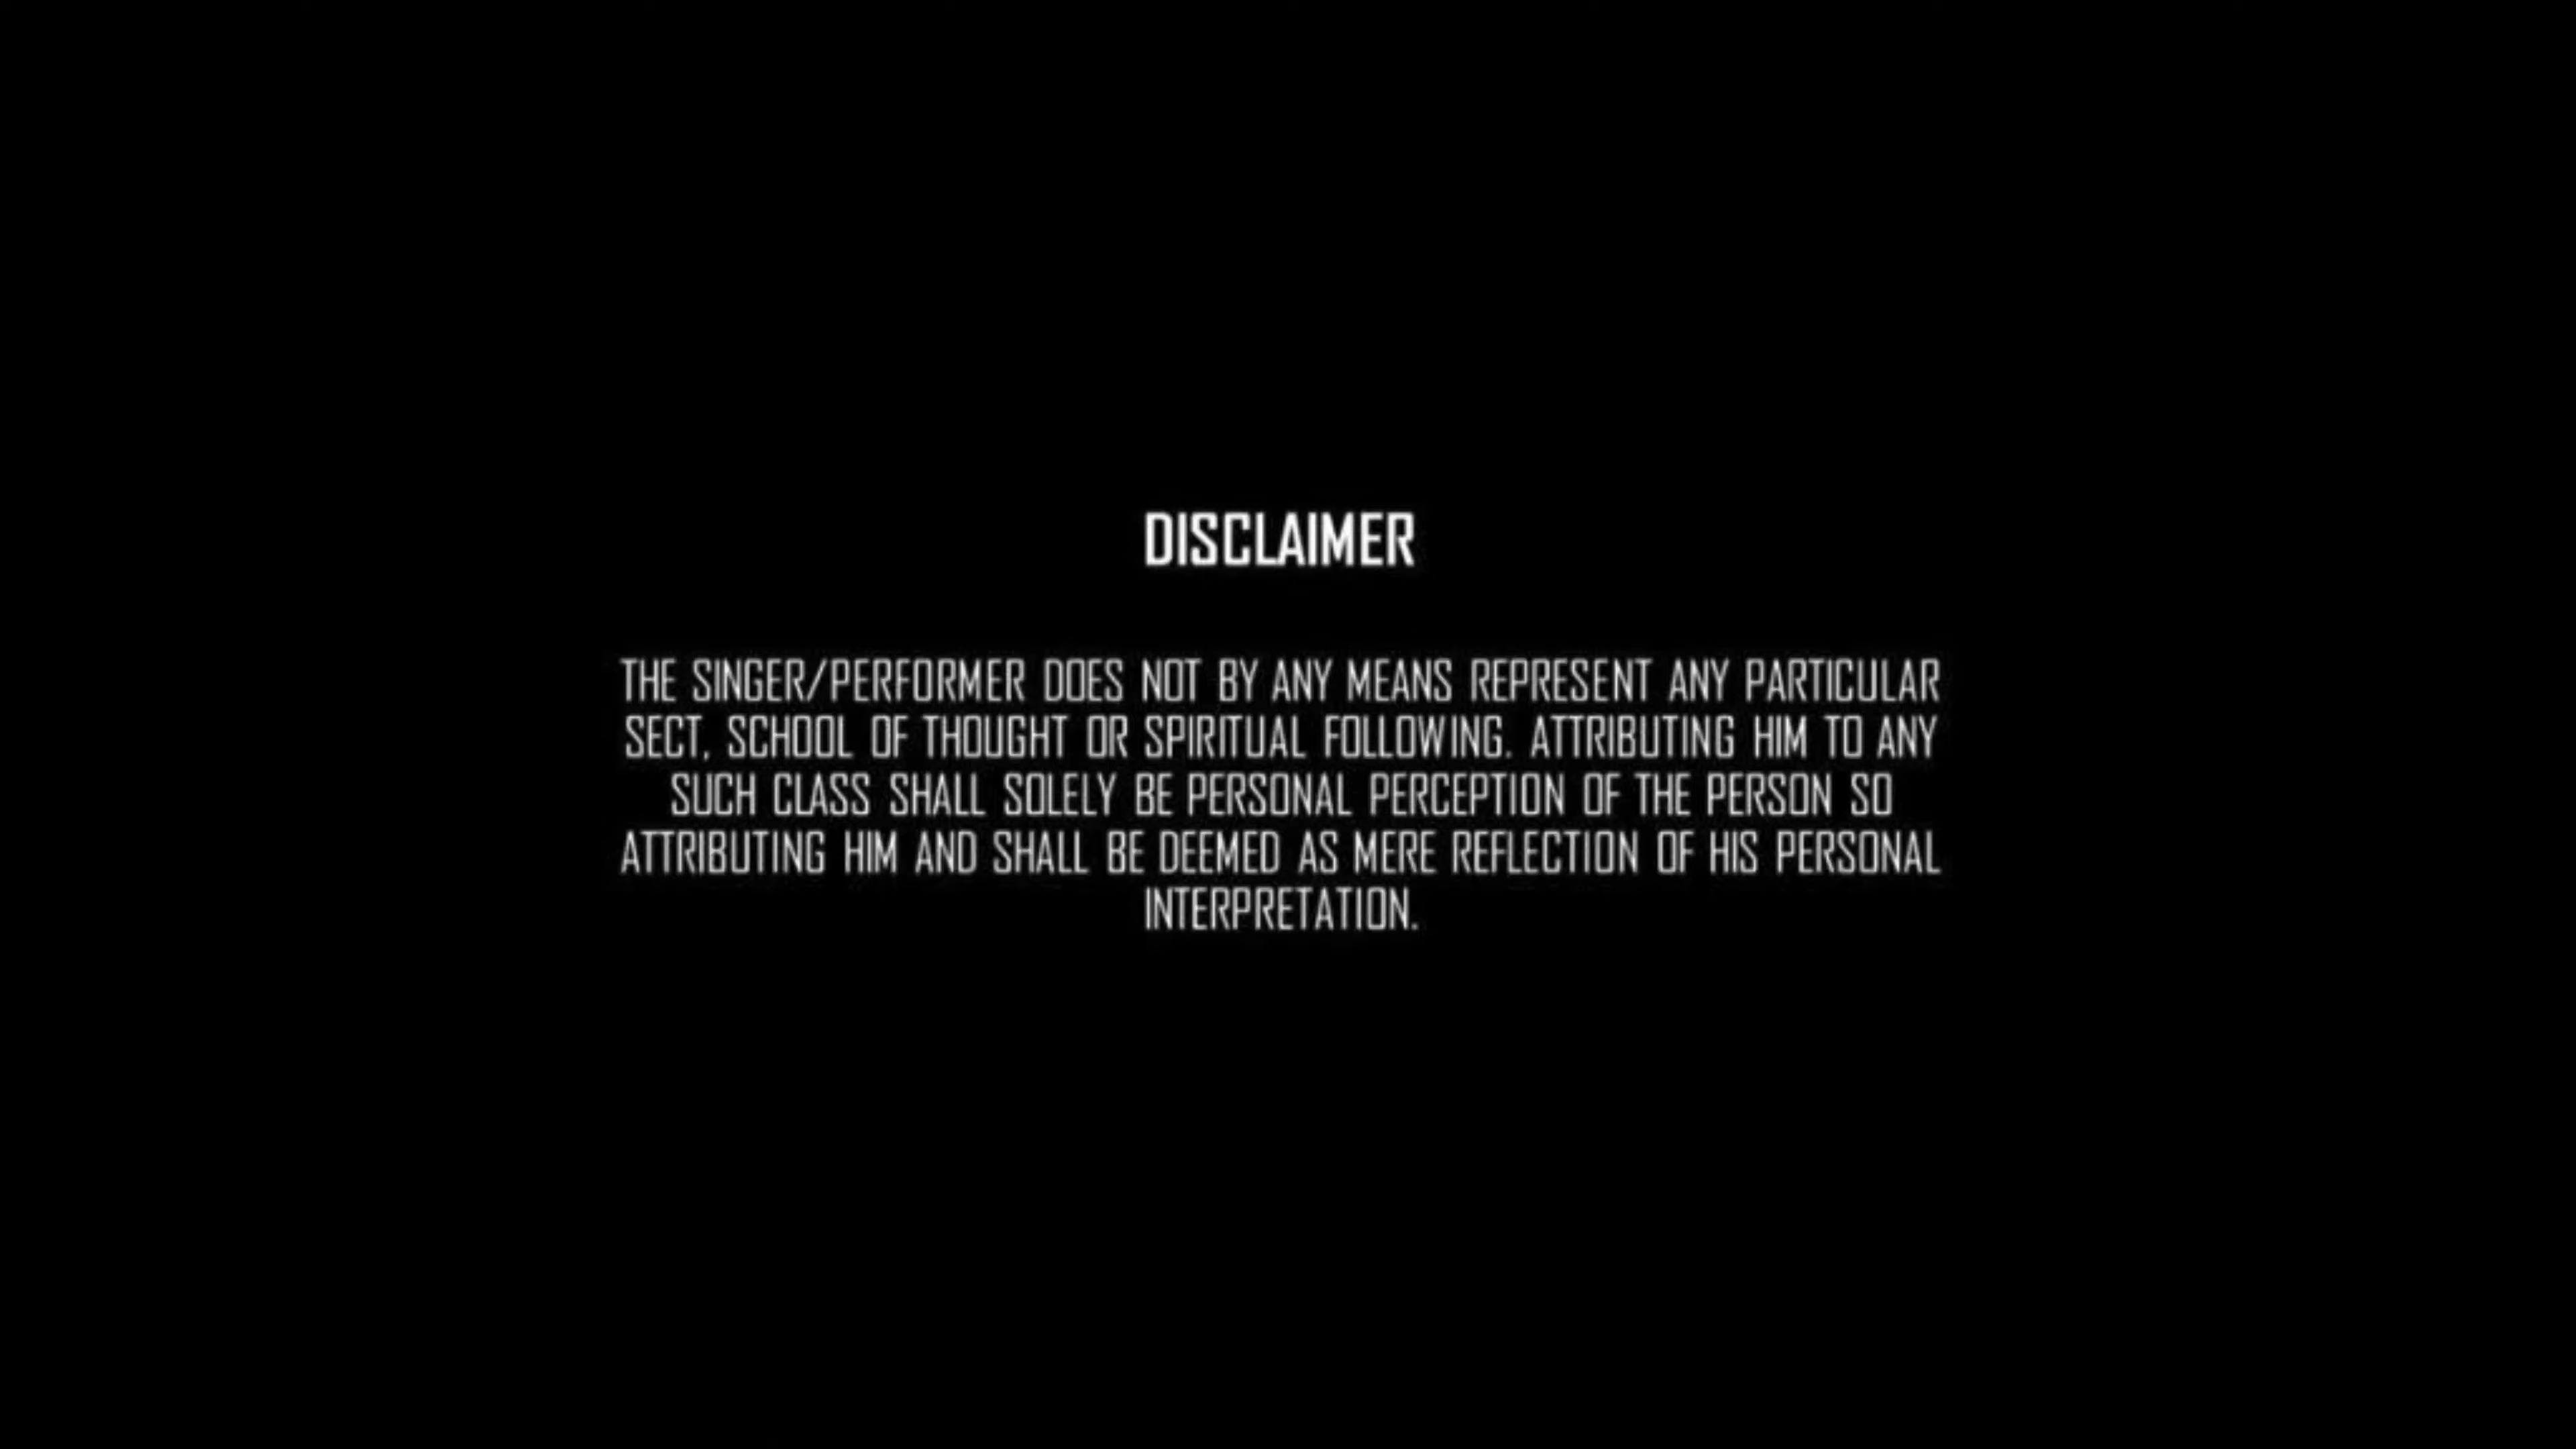 DISCLAIMER
THE SINGER/PERFORMER DOES NOT BY ANY MEANS REPRESENT ANY PARTICULAR
SECT, SCHOOL OF THOUGHT OR SPIRITUAL FOLLOWING. ATTRIBUTING HIM TO ANY
SUCH CLASS SHALL SOLELY BE PERSONAL PERCEPTION OF THE PERSON SO
ATTRIBUTING HIM AND SHALL BE DEEMED AS MERE REFLECTION OF HIS PERSONAL
INTERPRETATION.